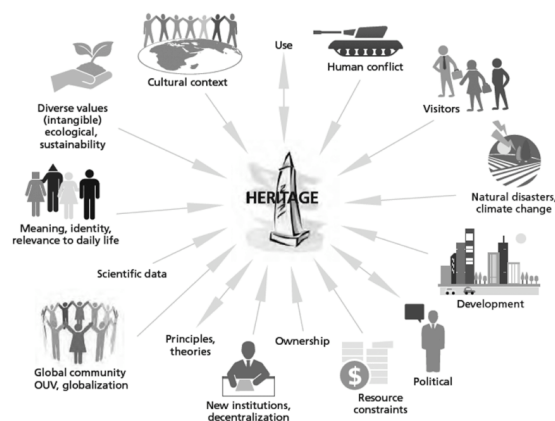 Cultural context
Use
Human conflict
Visitors
Diverse values
(intangible)
ecological,
sustainability
HERITAGE
Natural disasters,
climate change
Meaning, identity,
relevance to daily life
Scientific data
Development
Global community
OUV, globalization
Principles,
theories
Ownership
Political
New institutions,
decentralization
$
Resource
constraints